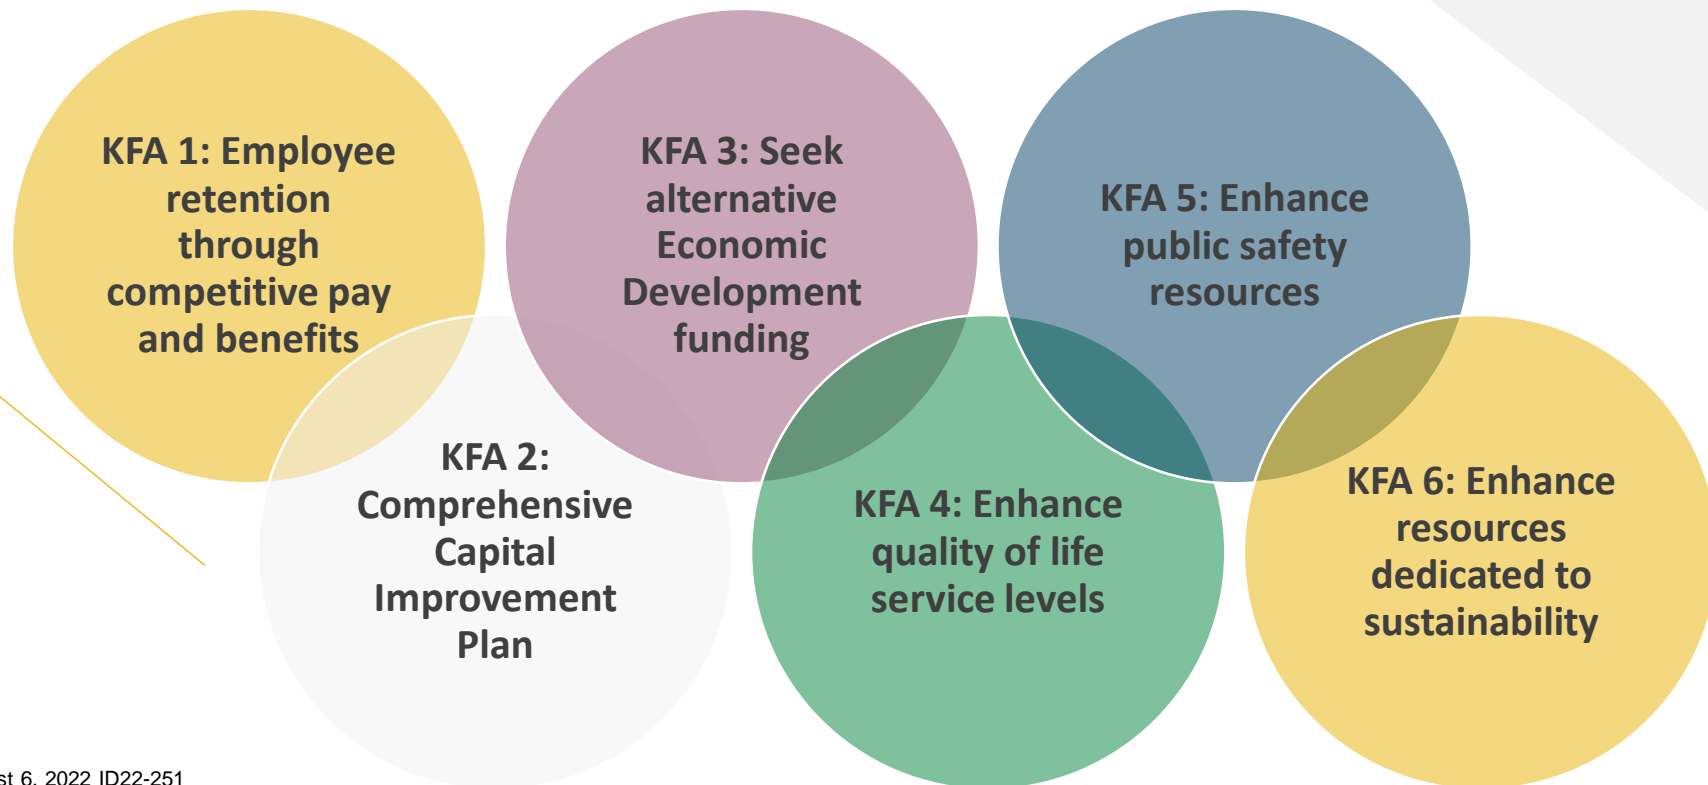 KFA 1: Employee
retention
through
competitive pay
and benefits
KFA 2:
Comprehensive
Capital
Improvement
Plan
KFA 3: Seek
alternative
Economic
Development
funding
KFA 4: Enhance
quality of life
service levels
KFA 5: Enhance
public safety
resources
KFA 6: Enhance
resources
dedicated to
sustainability
6, 2022 ID22-251